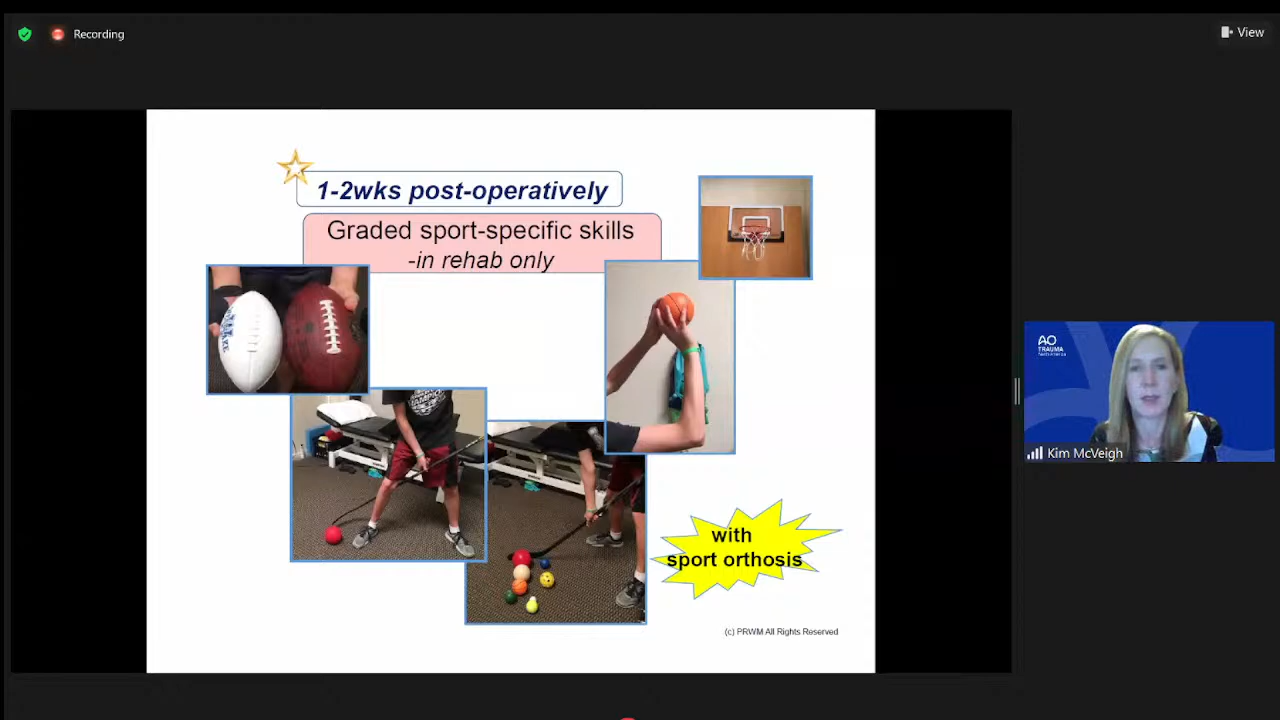 Recording
View
1-2wks post-operatively
Graded sport-specific skills
-in rehab only
with
sport orthosis
(c) PRWM All Rights Reserved
AO
TRAUMA
North America
Kim McVeigh